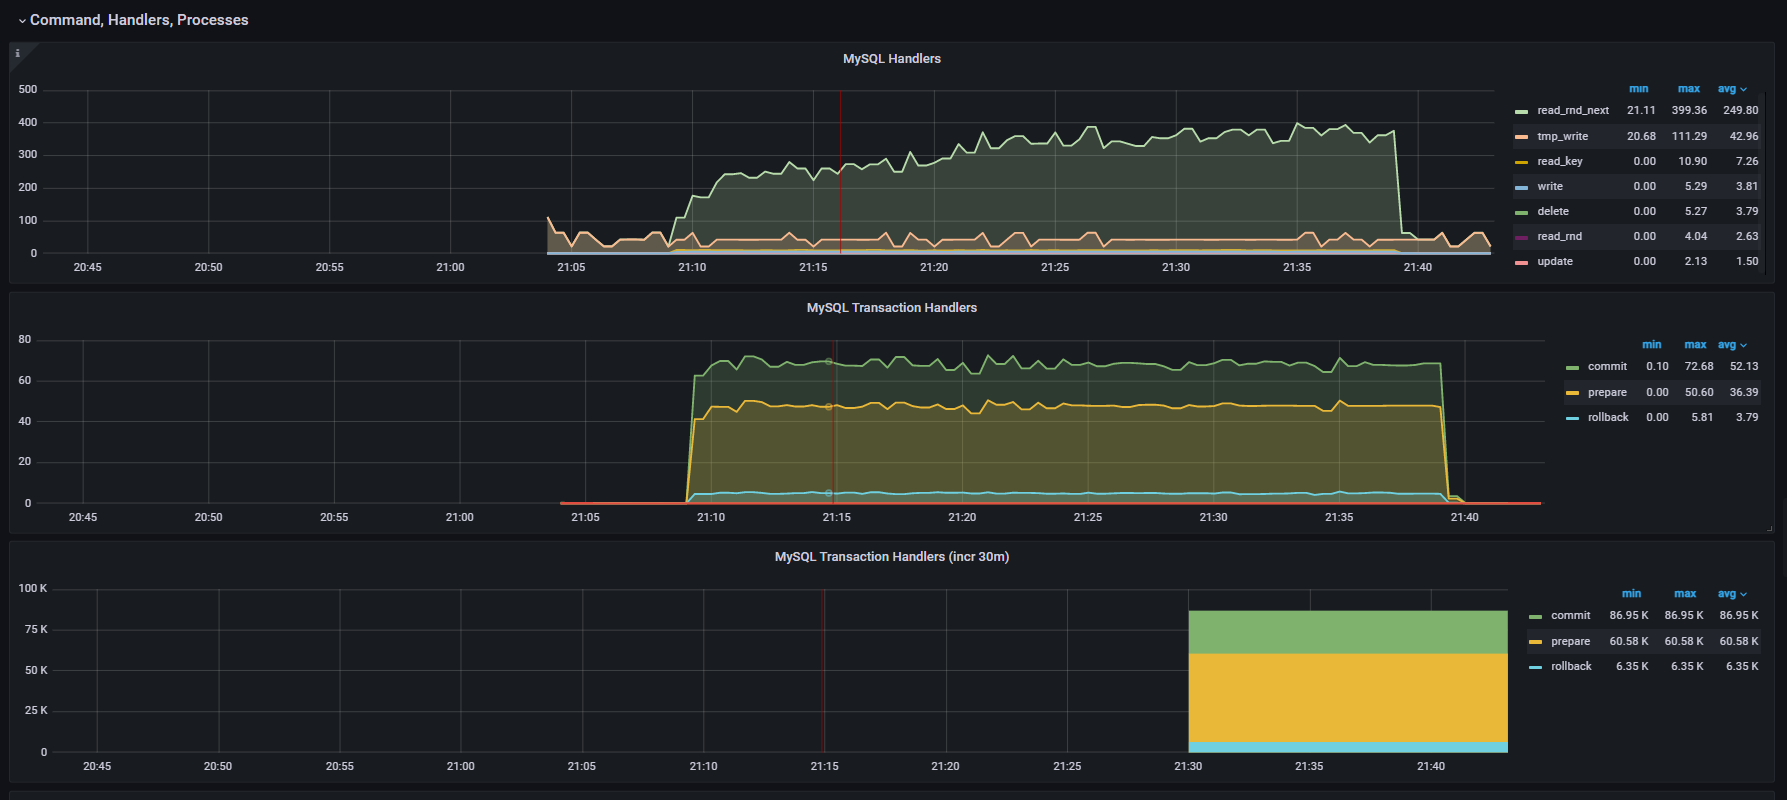 Command, Handlers, Processes
i
MySQL Handlers
500
400
300
200
100
0
20:45 20:50 20:55 21:00 21:05 21:10 21:15 21:20 21:25 21:30 21:35 21:40
min max avg
read_rnd_next 21.11 399.36 249.80
tmp_write 20.68 111.29 42.96
read_key 0.00 10.90 7.26
write 0.00 5.29 3.81
delete 0.00 5.27 3.79
read_rnd 0.00 4.04 2.63
update 0.00 2.13 1.50
MySQL Transaction Handlers
80
60
40
20
0
20:45 20:50 20:55 21:00 21:05 21:10 21:15 21:20 21:25 21:30 21:35 21:40
min max avg
commit 0.10 72.68 52.13
prepare 0.00 50.60 36.39
rollback 0.00 5.81 3.79
MySQL Transaction Handlers (incr 30m)
100 K
75 K
50 K
25 K
0
20:45 20:50 20:55 21:00 21:05 21:10 21:15 21:20 21:25 21:30 21:35 21:40
min max avg
commit 86.95 K 86.95 K 86.95 K
prepare 60.58 K 60.58 K 60.58 K
rollback 6.35 K 6.35 K 6.35 K